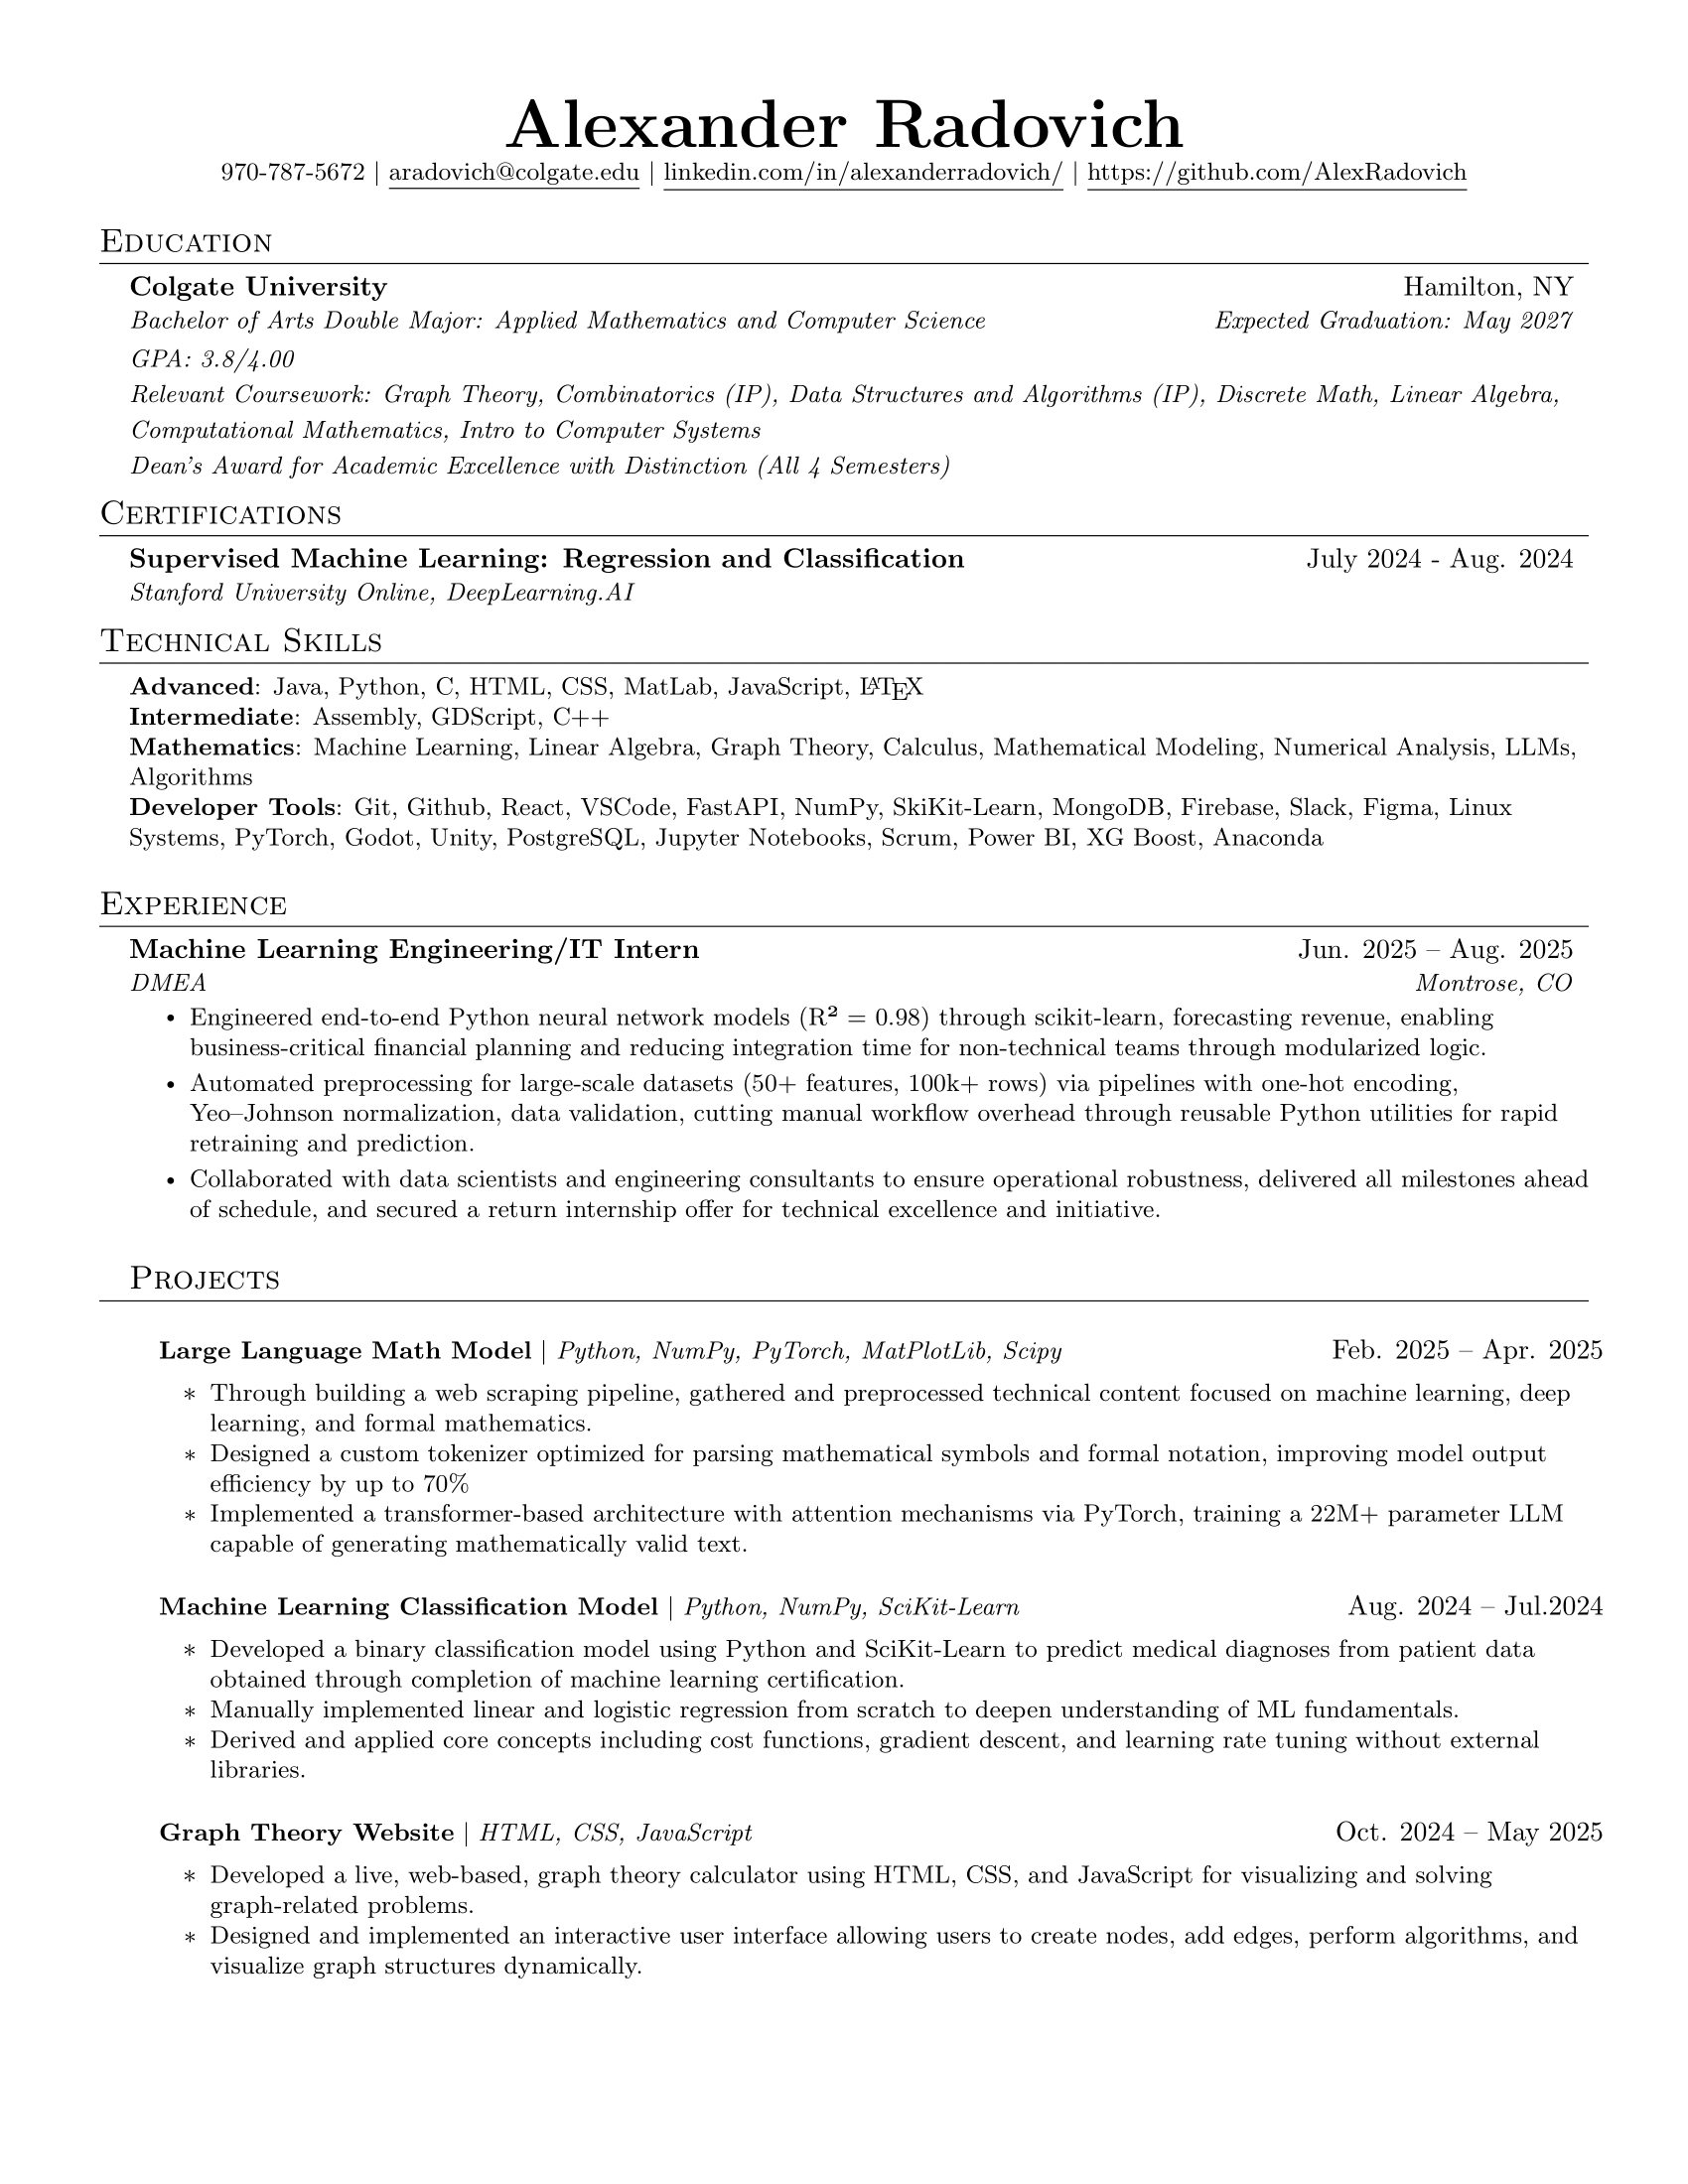 Alexander Radovich
970-787-5672 | aradovich@colgate.edu | linkedin.com/in/alexanderradovich/ | https://github.com/AlexRadovich
Education
Colgate University Hamilton, NY
Bachelor of Arts Double Major: Applied Mathematics and Computer Science Expected Graduation: May 2027
GPA: 3.8/4.00
Relevant Coursework: Graph Theory, Combinatorics (IP), Data Structures and Algorithms (IP), Discrete Math, Linear Algebra,
Computational Mathematics, Intro to Computer Systems
Dean's Award for Academic Excellence with Distinction (All 4 Semesters)
Certifications
Supervised Machine Learning: Regression and Classification July 2024 - Aug. 2024
Stanford University Online, DeepLearning.AI
Technical Skills
Advanced: Java, Python, C, HTML, CSS, MatLab, JavaScript, LATEX
Intermediate: Assembly, GDScript, C++
Mathematics: Machine Learning, Linear Algebra, Graph Theory, Calculus, Mathematical Modeling, Numerical Analysis, LLMs,
Algorithms
Developer Tools: Git, Github, React, VSCode, FastAPI, NumPy, SkiKit-Learn, MongoDB, Firebase, Slack, Figma, Linux
Systems, PyTorch, Godot, Unity, PostgreSQL, Jupyter Notebooks, Scrum, Power BI, XG Boost, Anaconda
Experience
Machine Learning Engineering/IT Intern Jun. 2025 – Aug. 2025
DMEA Montrose, CO
• Engineered end-to-end Python neural network models (R² = 0.98) through scikit-learn, forecasting revenue, enabling
business-critical financial planning and reducing integration time for non-technical teams through modularized logic.
• Automated preprocessing for large-scale datasets (50+ features, 100k+ rows) via pipelines with one-hot encoding,
Yeo–Johnson normalization, data validation, cutting manual workflow overhead through reusable Python utilities for rapid
retraining and prediction.
• Collaborated with data scientists and engineering consultants to ensure operational robustness, delivered all milestones ahead
of schedule, and secured a return internship offer for technical excellence and initiative.
Projects
Large Language Math Model | Python, NumPy, PyTorch, MatPlotLib, Scipy Feb. 2025 – Apr. 2025
* Through building a web scraping pipeline, gathered and preprocessed technical content focused on machine learning, deep
learning, and formal mathematics.
* Designed a custom tokenizer optimized for parsing mathematical symbols and formal notation, improving model output
efficiency by up to 70%
* Implemented a transformer-based architecture with attention mechanisms via PyTorch, training a 22M+ parameter LLM
capable of generating mathematically valid text.
Machine Learning Classification Model | Python, NumPy, SciKit-Learn Aug. 2024 – Jul.2024
* Developed a binary classification model using Python and SciKit-Learn to predict medical diagnoses from patient data
obtained through completion of machine learning certification.
* Manually implemented linear and logistic regression from scratch to deepen understanding of ML fundamentals.
* Derived and applied core concepts including cost functions, gradient descent, and learning rate tuning without external
libraries.
Graph Theory Website | HTML, CSS, JavaScript Oct. 2024 – May 2025
* Developed a live, web-based, graph theory calculator using HTML, CSS, and JavaScript for visualizing and solving
graph-related problems.
* Designed and implemented an interactive user interface allowing users to create nodes, add edges, perform algorithms, and
visualize graph structures dynamically.